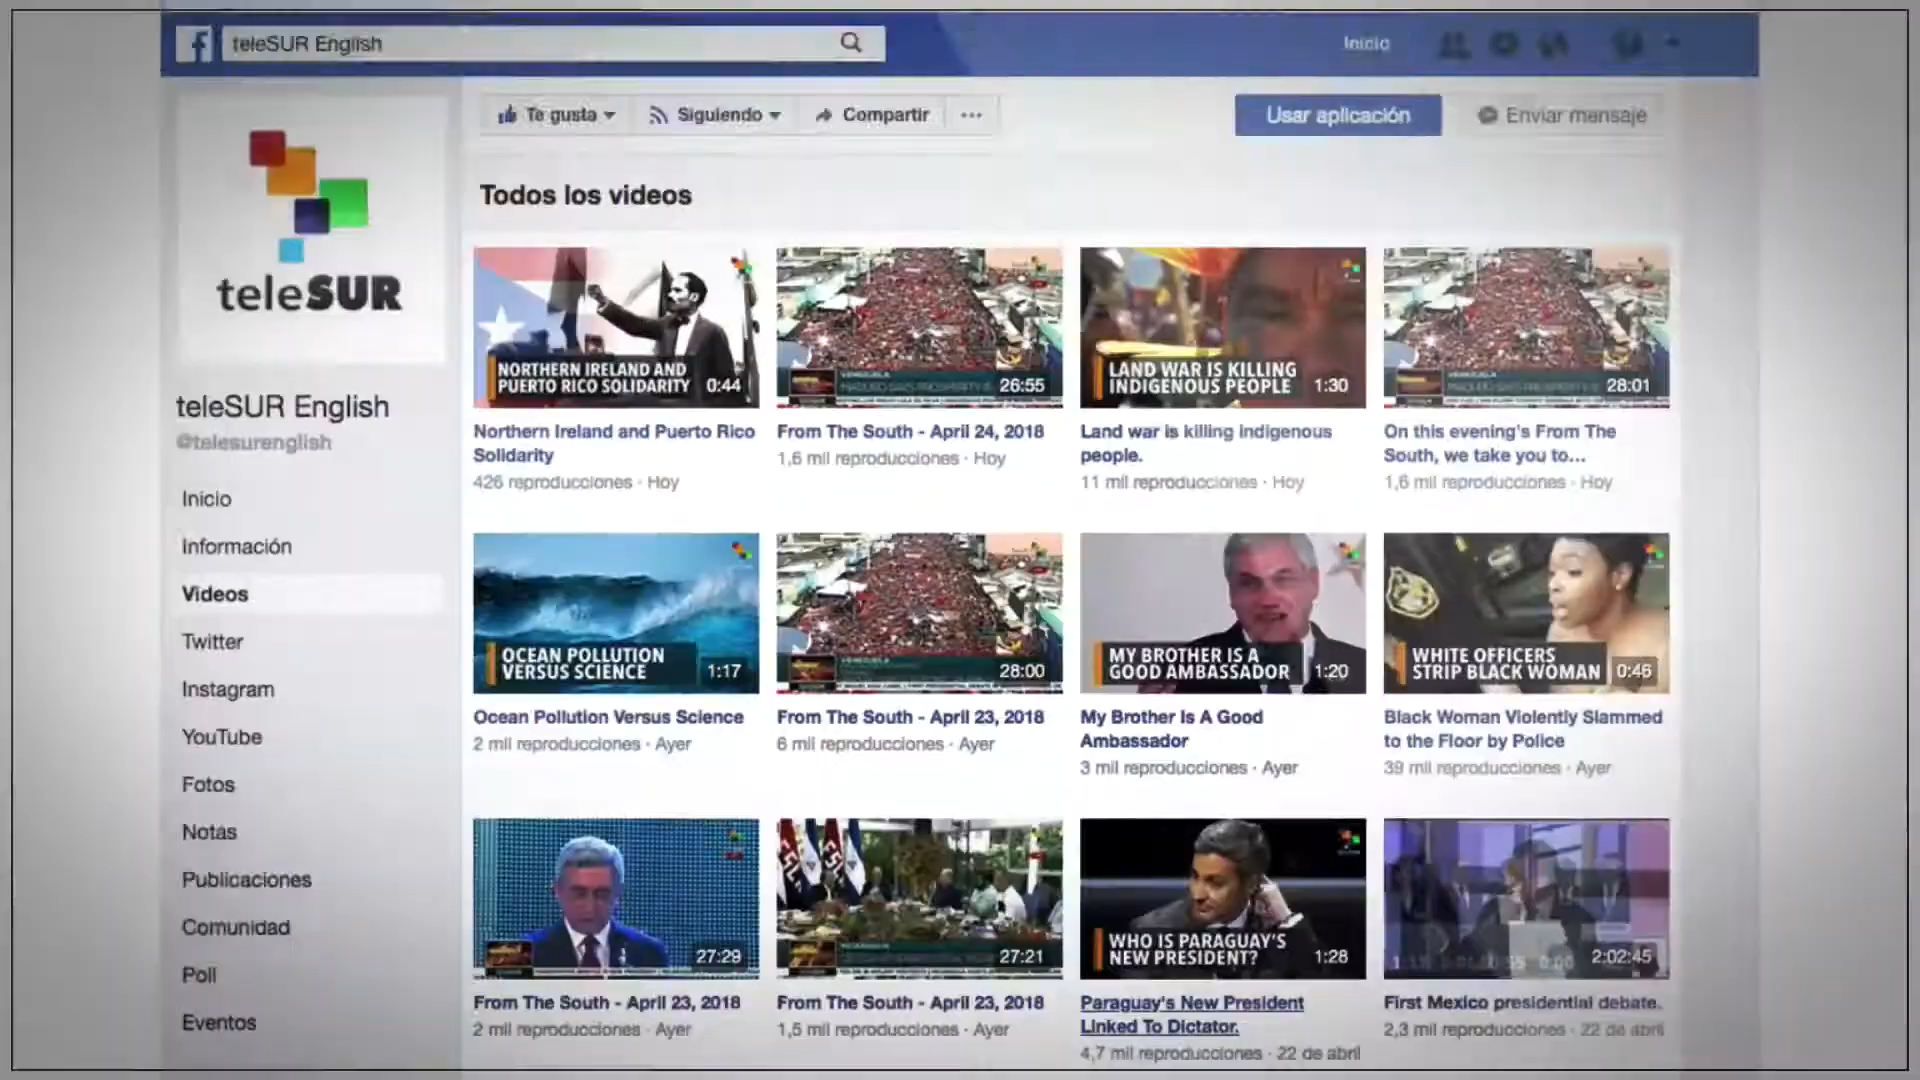 teleSUR English
Inicio
Te gusta
Siguiendo
Compartir
Usar aplicación
Enviar mensaje
teleSUR
teleSUR English
@telesurenglish
Inicio
Información
Videos
Twitter
Instagram
YouTube
Fotos
Notas
Publicaciones
Comunidad
Poll
Eventos
Todos los videos
NORTHERN IRELAND AND
PUERTO RICO SOLIDARITY
0:44
Northern Ireland and Puerto Rico
Solidarity
426 reproducciones · Hoy
VENEZUELA
26:55
From The South - April 24, 2018
1,6 mil reproducciones · Hoy
LAND WAR IS KILLING
INDIGENOUS PEOPLE
1:30
Land war is killing indigenous
people.
11 mil reproducciones · Hoy
VENEZUELA
28:01
On this evening's From The
South, we take you to...
1,6 mil reproducciones · Hoy
OCEAN POLLUTION
VERSUS SCIENCE
1:17
Ocean Pollution Versus Science
2 mil reproducciones · Ayer
VENEZUELA
28:00
From The South - April 23, 2018
6 mil reproducciones · Ayer
MY BROTHER IS A
GOOD AMBASSADOR
1:20
My Brother Is A Good
Ambassador
3 mil reproducciones · Ayer
WHITE OFFICERS
STRIP BLACK WOMAN
0:46
Black Woman Violently Slammed
to the Floor by Police
39 mil reproducciones · Ayer
27:29
From The South - April 23, 2018
2 mil reproducciones · Ayer
27:21
From The South - April 23, 2018
1,5 mil reproducciones · Ayer
WHO IS PARAGUAY'S
NEW PRESIDENT?
1:28
Paraguay's New President
Linked To Dictator.
4,7 mil reproducciones · 22 de abril
2:02:45
First Mexico presidential debate.
2,3 mil reproducciones · 22 de abril